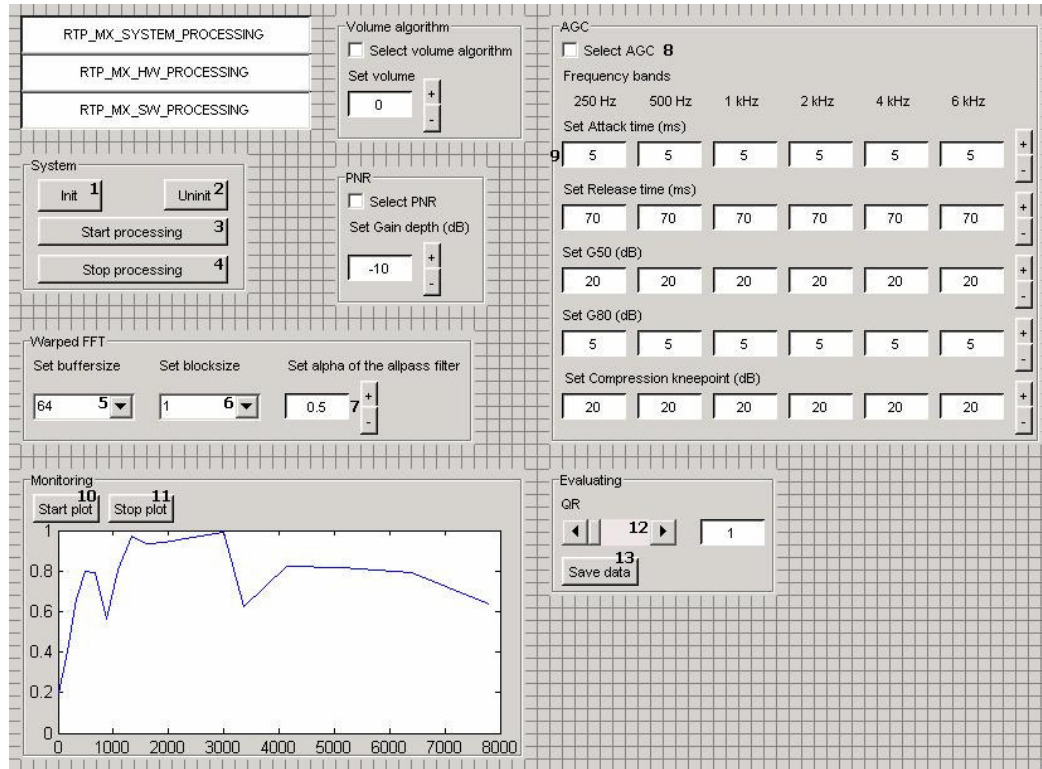 RTP_MX_SYSTEM_PROCESSING
RTP_MX_HW_PROCESSING
RTP_MX_SW_PROCESSING
System
Init 1 Uninit 2
Start processing 3
Stop processing 4
Volume algorithm
Select volume algorithm
Set volume
0 + -
PNR
Select PNR
Set Gain depth (dB)
-10 + -
Warped FFT
Set buffersize Set blocksize Set alpha of the allpass filter
64 5 1 6 0.5 7 + -
AGC
Select AGC 8
Frequency bands
250 Hz 500 Hz 1 kHz 2 kHz 4 kHz 6 kHz
Set Attack time (ms)
9 5 5 5 5 5 5 + -
Set Release time (ms)
70 70 70 70 70 70 + -
Set G50 (dB)
20 20 20 20 20 20 + -
Set G80 (dB)
5 5 5 5 5 5 + -
Set Compression kneepoint (dB)
20 20 20 20 20 20 + -
Monitoring
Start plot 10 Stop plot 11
1
0.8
0.6
0.4
0.2
0
0 1000 2000 3000 4000 5000 6000 7000 8000
Evaluating
QR
12 1
Save data 13